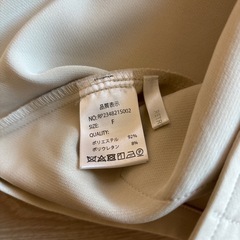 品質表示
NO:RP2348215002
SIZE: F
QUALITY:
ポリエステル 92%
ポリウレタン 8%